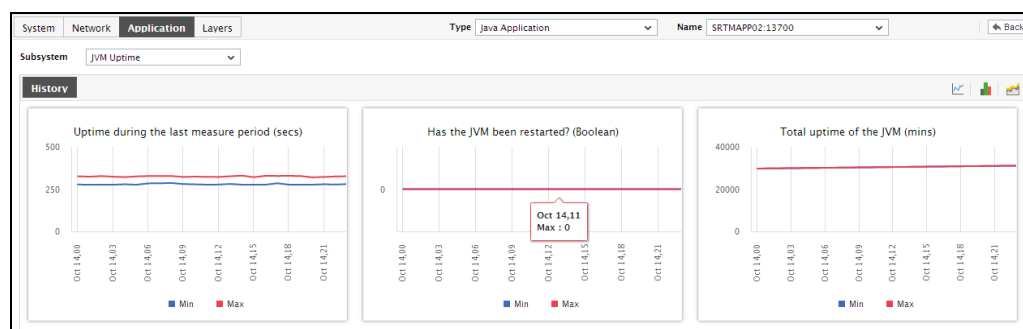 System Network Application Layers Type Java Application Name SRTMAPP02:13700 Back
Subsystem JVM Uptime
History
Uptime during the last measure period (secs)
500
250
0
Oct 14,00 Oct 14,03 Oct 14,06 Oct 14,09 Oct 14,12 Oct 14,15 Oct 14,18 Oct 14,21
Min Max
Has the JVM been restarted? (Boolean)
0
Oct 14,11
Max : 0
Oct 14,00 Oct 14,03 Oct 14,06 Oct 14,09 Oct 14,12 Oct 14,15 Oct 14,18 Oct 14,21
Min Max
Total uptime of the JVM (mins)
40000
20000
0
Oct 14,00 Oct 14,03 Oct 14,06 Oct 14,09 Oct 14,12 Oct 14,15 Oct 14,18 Oct 14,21
Min Max